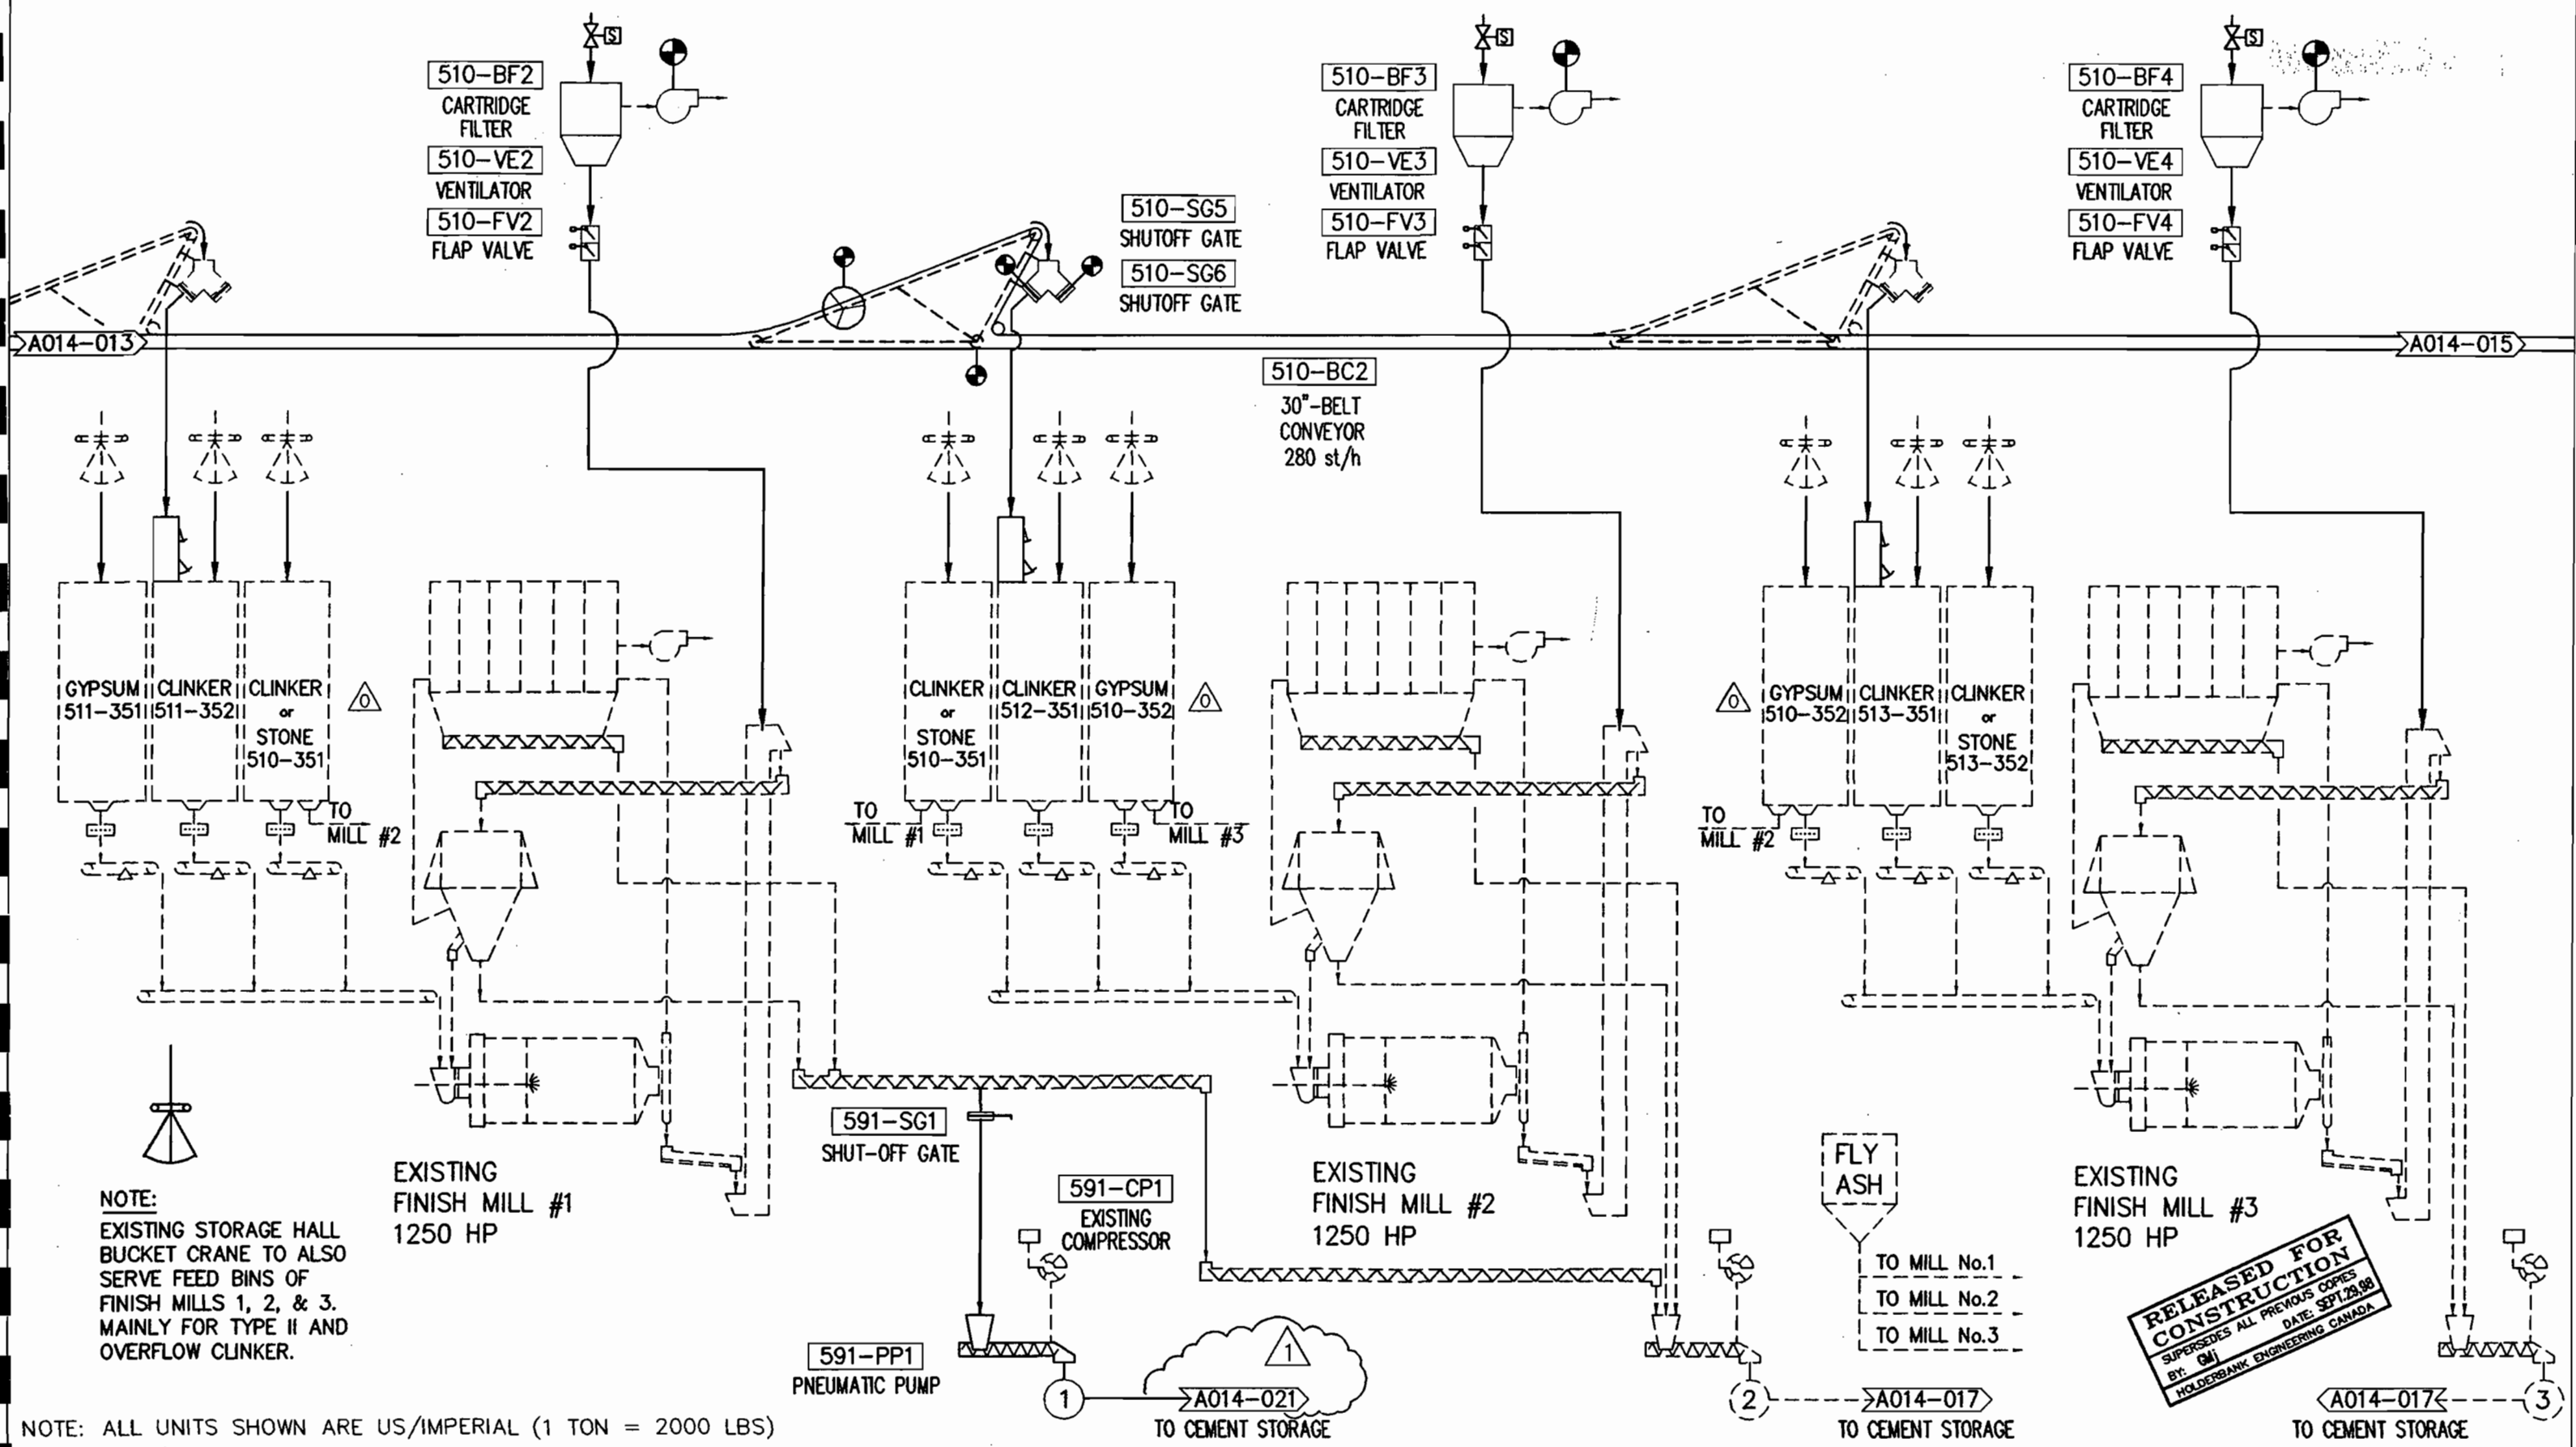 510-BF2
CARTRIDGE
FILTER
510-VE2
VENTILATOR
510-FV2
FLAP VALVE
S
510-SG5
SHUTOFF GATE
510-SG6
SHUTOFF GATE
510-BF3
CARTRIDGE
FILTER
510-VE3
VENTILATOR
510-FV3
FLAP VALVE
S
510-BF4
CARTRIDGE
FILTER
510-VE4
VENTILATOR
510-FV4
FLAP VALVE
S
A014-013
A014-015
510-BC2
30"-BELT
CONVEYOR
280 st/h
GYPSUM
511-351
CLINKER
511-352
CLINKER
or
STONE
510-351
0
TO
MILL #2
CLINKER
or
STONE
510-351
CLINKER
512-351
GYPSUM
510-352
0
TO
MILL #1
TO
MILL #3
0
GYPSUM
510-352
CLINKER
513-351
CLINKER
or
STONE
513-352
TO
MILL #2
NOTE:
EXISTING STORAGE HALL
BUCKET CRANE TO ALSO
SERVE FEED BINS OF
FINISH MILLS 1, 2, & 3.
MAINLY FOR TYPE II AND
OVERFLOW CLINKER.
EXISTING
FINISH MILL #1
1250 HP
591-SG1
SHUT-OFF GATE
591-CP1
EXISTING
COMPRESSOR
591-PP1
PNEUMATIC PUMP
1
1
A014-021
TO CEMENT STORAGE
EXISTING
FINISH MILL #2
1250 HP
2
A014-017
TO CEMENT STORAGE
FLY
ASH
TO MILL No.1
TO MILL No.2
TO MILL No.3
EXISTING
FINISH MILL #3
1250 HP
RELEASED FOR
CONSTRUCTION
SUPERSEDES ALL PREVIOUS COPIES
BY: GMj DATE: SEPT.29,98
HOLDERBANK ENGINEERING CANADA
A014-017
3
TO CEMENT STORAGE
NOTE: ALL UNITS SHOWN ARE US/IMPERIAL (1 TON = 2000 LBS)